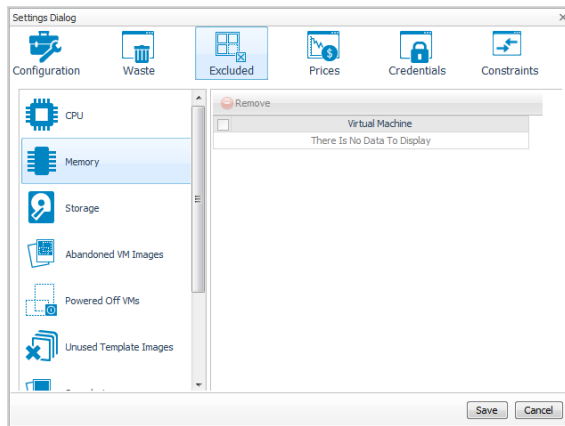 Settings Dialog
Configuration Waste Excluded Prices Credentials Constraints
Remove
CPU
Virtual Machine
There Is No Data To Display
Memory
Storage
Abandoned VM Images
Powered Off VMs
Unused Template Images
Save Cancel